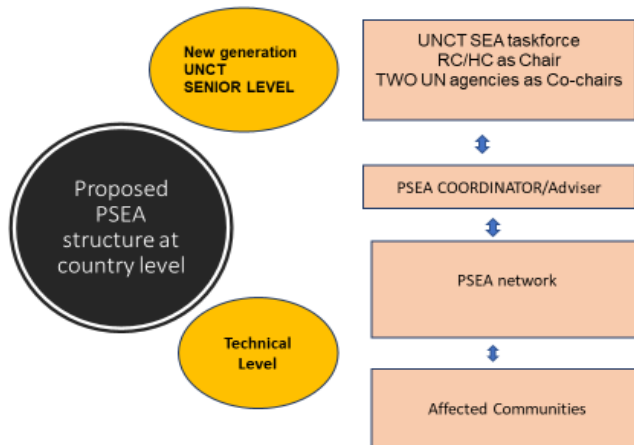 New generation
UNCT
SENIOR LEVEL
UNCT SEA taskforce
RC/HC as Chair
TWO UN agencies as Co-chairs
Proposed
PSEA
structure at
country level
PSEA COORDINATOR/Adviser
PSEA network
Technical
Level
Affected Communities